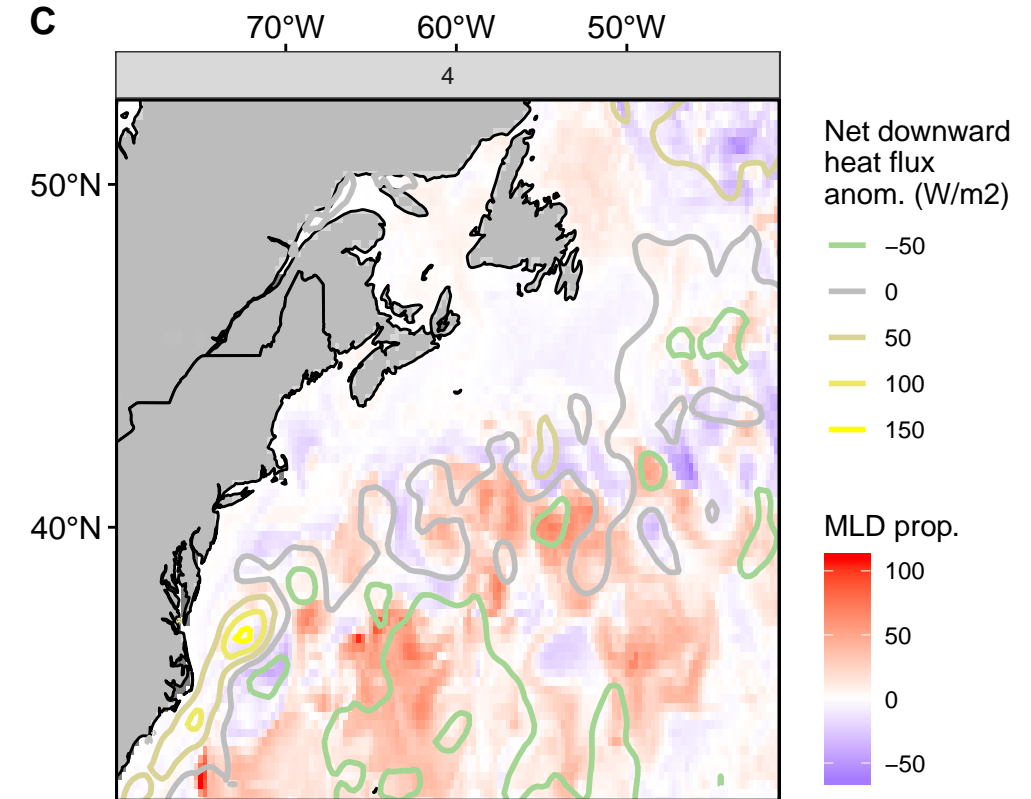 C
70°W 60°W 50°W
4
50°N
40°N
Net downward
heat flux
anom. (W/m2)
−50
0
50
100
150
MLD prop.
100
50
0
−50